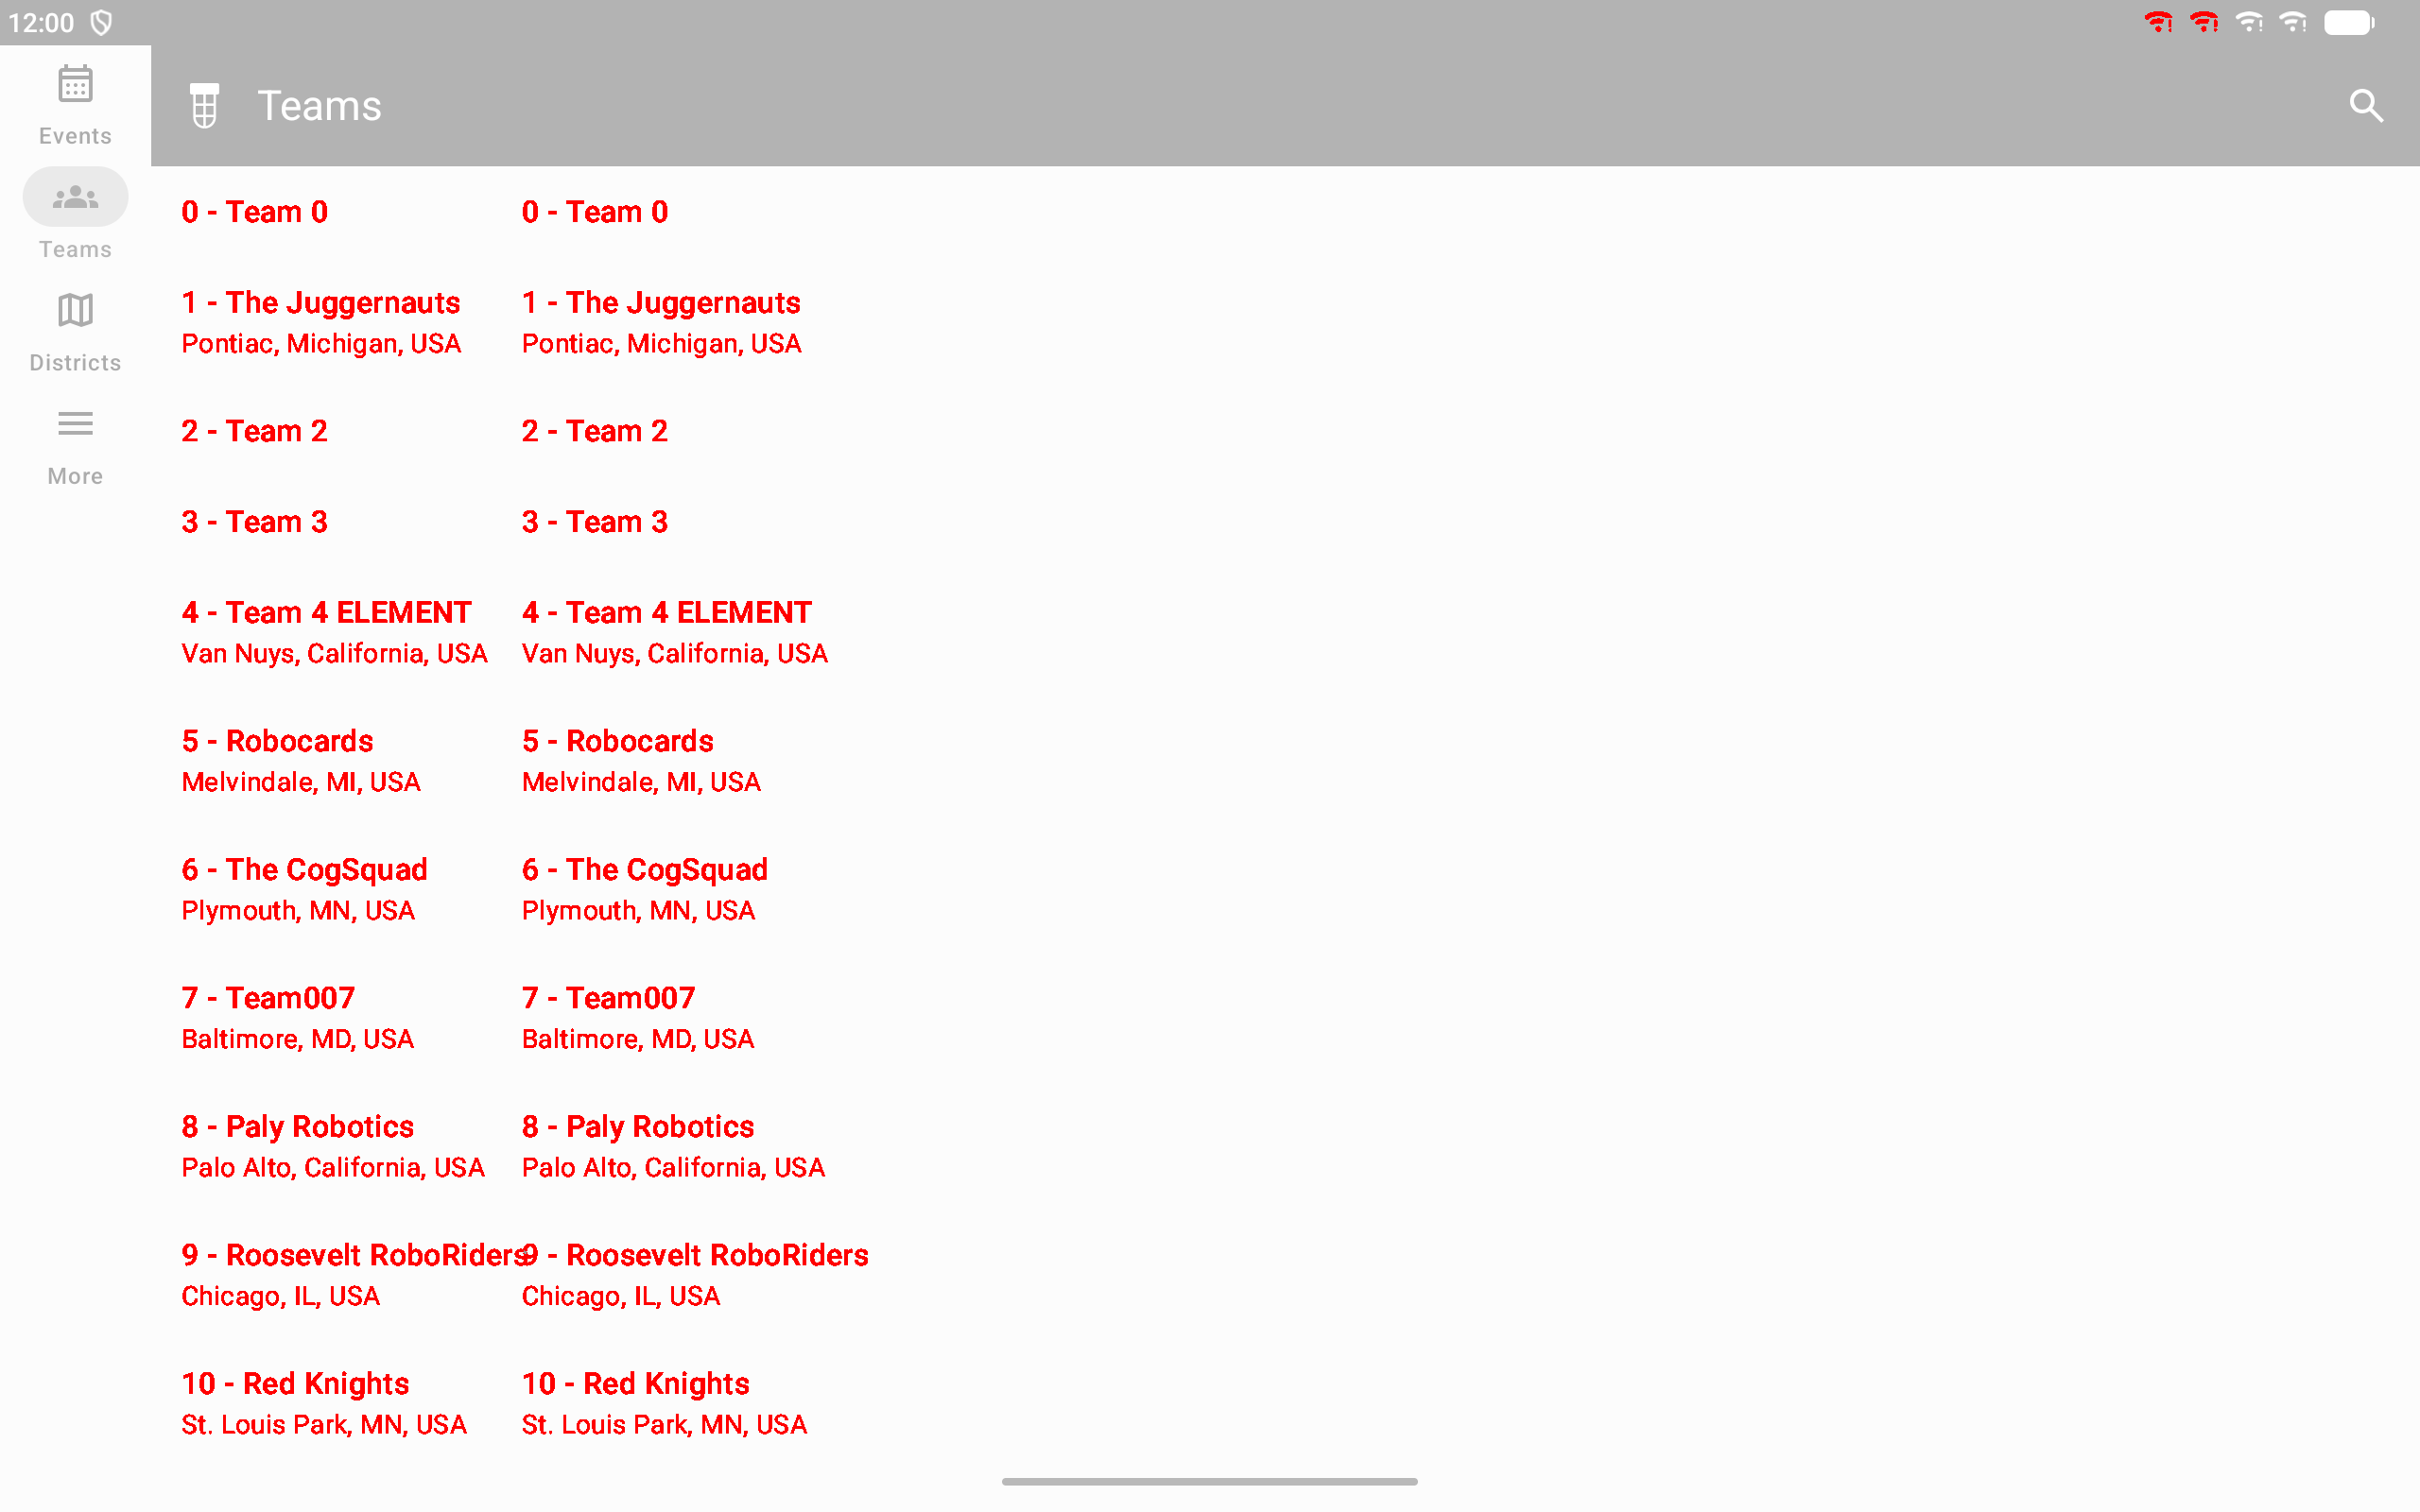 12:00
Events
Teams
Districts
More
Teams
0 - Team 0 0 - Team 0
1 - The Juggernauts 1 - The Juggernauts
Pontiac, Michigan, USA Pontiac, Michigan, USA
2 - Team 2 2 - Team 2
3 - Team 3 3 - Team 3
4 - Team 4 ELEMENT 4 - Team 4 ELEMENT
Van Nuys, California, USA Van Nuys, California, USA
5 - Robocards 5 - Robocards
Melvindale, MI, USA Melvindale, MI, USA
6 - The CogSquad 6 - The CogSquad
Plymouth, MN, USA Plymouth, MN, USA
7 - Team007 7 - Team007
Baltimore, MD, USA Baltimore, MD, USA
8 - Paly Robotics 8 - Paly Robotics
Palo Alto, California, USA Palo Alto, California, USA
9 - Roosevelt RoboRiders 9 - Roosevelt RoboRiders
Chicago, IL, USA Chicago, IL, USA
10 - Red Knights 10 - Red Knights
St. Louis Park, MN, USA St. Louis Park, MN, USA